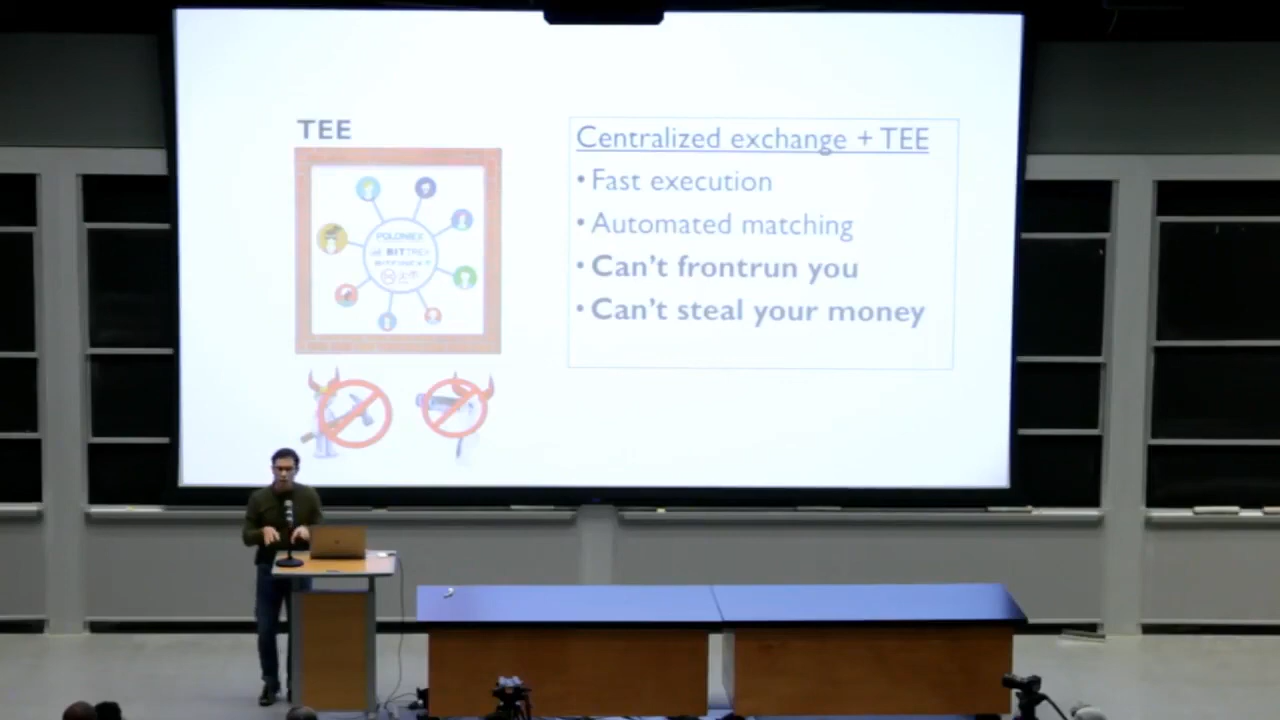 TEE
POLONIEX
BITTREX
Centralized exchange + TEE
• Fast execution
• Automated matching
• Can't frontrun you
• Can't steal your money